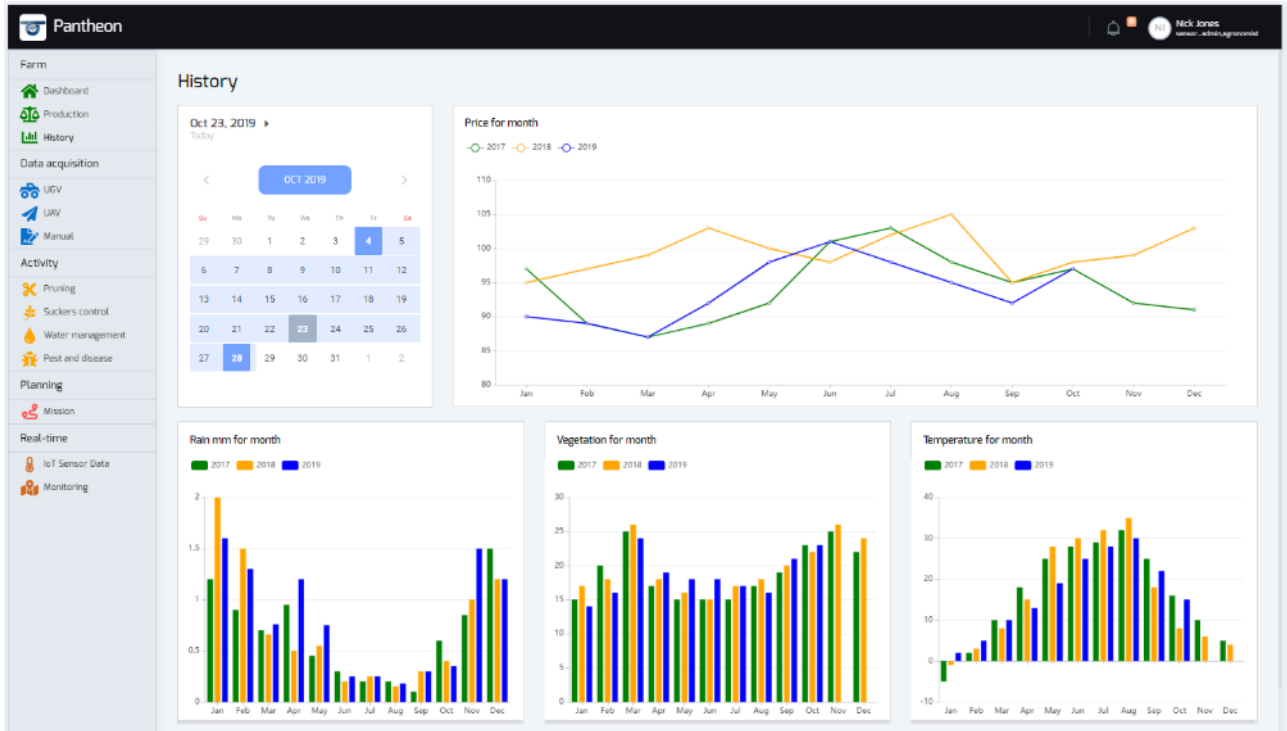 Pantheon
8
NJ
Nick Jones
sensor_admin,agronomist
Farm
Dashboard
Production
History
Data acquisition
UGV
UAV
Manual
Activity
Pruning
Suckers control
Water management
Pest and disease
Planning
Mission
Real-time
IoT Sensor Data
Monitoring
History
Oct 23, 2019
Today
OCT 2019
Su Mo Tu We Th Fr Sa
29 30 1 2 3 4 5
6 7 8 9 10 11 12
13 14 15 16 17 18 19
20 21 22 23 24 25 26
27 28 29 30 31 1 2
Price for month
2017 2018 2019
110
105
100
95
90
85
80
Jan Feb Mar Apr May Jun Jul Aug Sep Oct Nov Dec
Rain mm for month
2017 2018 2019
2
1.5
1
0.5
0
Jan Feb Mar Apr May Jun Jul Aug Sep Oct Nov Dec
Vegetation for month
2017 2018 2019
30
25
20
15
10
5
0
Jan Feb Mar Apr May Jun Jul Aug Sep Oct Nov Dec
Temperature for month
2017 2018 2019
40
30
20
10
0
-10
Jan Feb Mar Apr May Jun Jul Aug Sep Oct Nov Dec